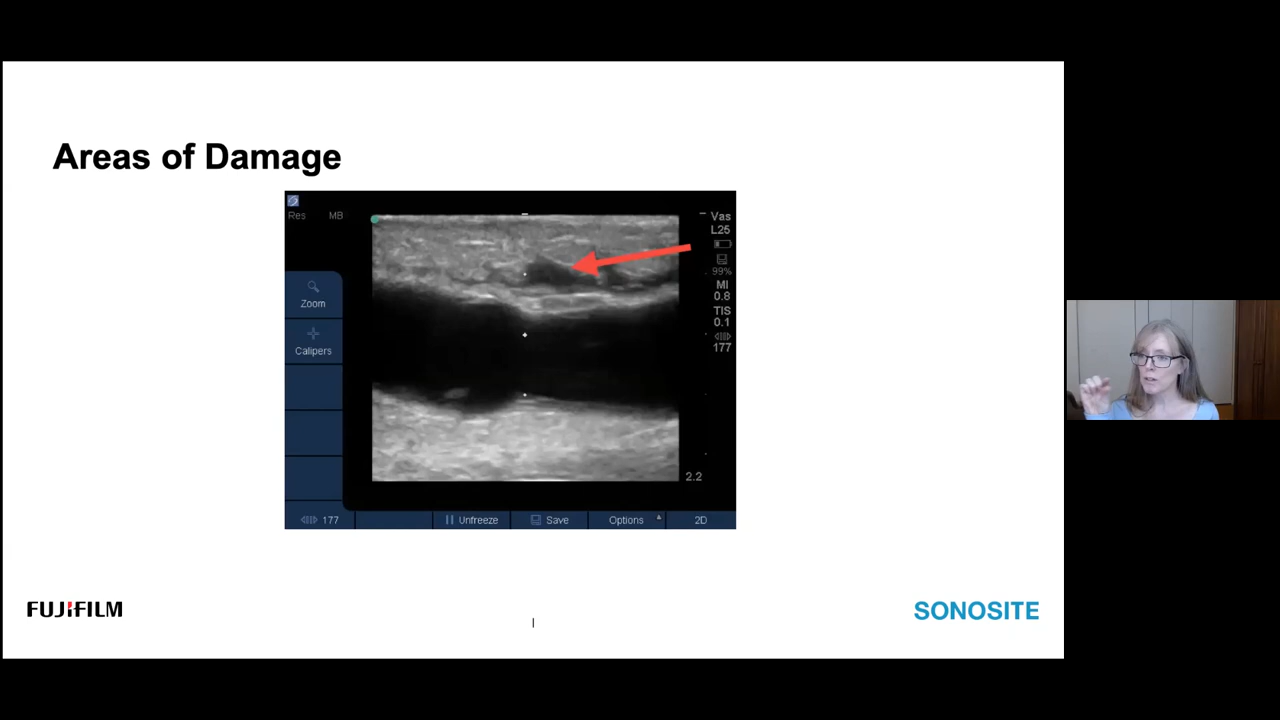 Areas of Damage
Res MB
Vas
L25
99%
MI
0.8
TIS
0.1
177
Zoom
Calipers
2.2
177
Unfreeze
Save
Options
2D
FUJIFILM
SONOSITE